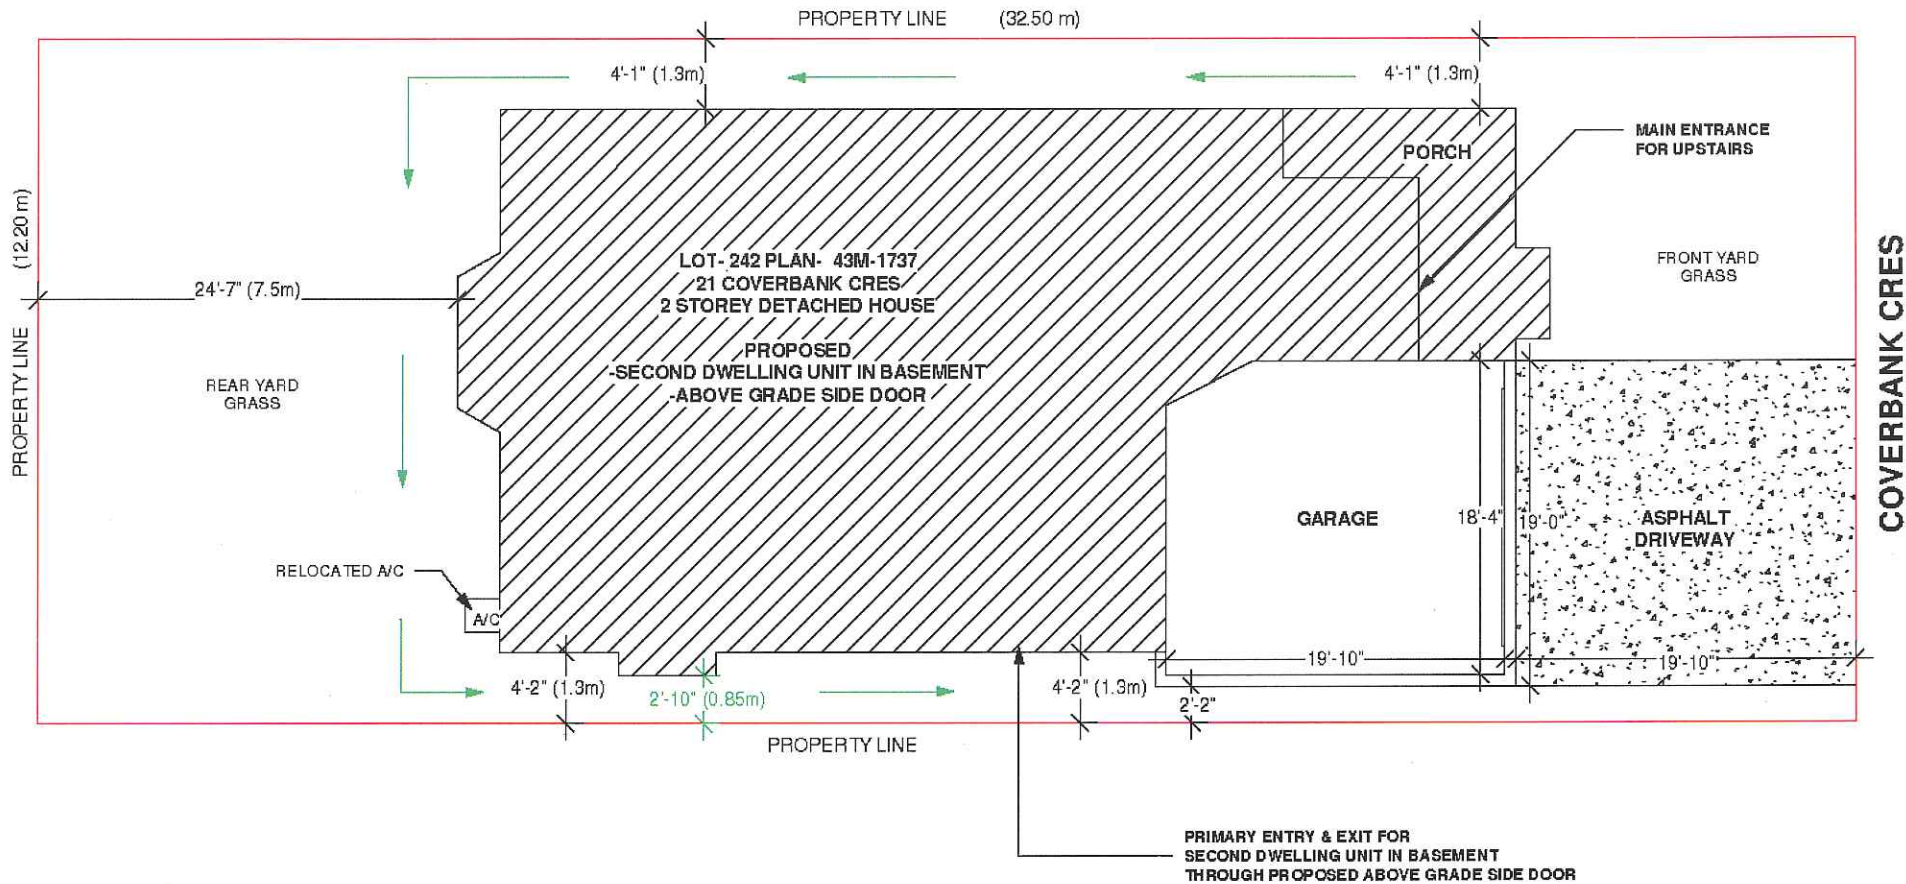 PROPERTY LINE (32.50 m)
4'-1" (1.3m)
4'-1" (1.3m)
MAIN ENTRANCE
FOR UPSTAIRS
PORCH
(12.20 m)
PROPERTY LINE
24'-7" (7.5m)
LOT- 242 PLAN- 43M-1737
21 COVERBANK CRES
2 STOREY DETACHED HOUSE
PROPOSED
-SECOND DWELLING UNIT IN BASEMENT
-ABOVE GRADE SIDE DOOR
FRONT YARD
GRASS
COVERBANK CRES
REAR YARD
GRASS
GARAGE
18'-4"
19'-0"
ASPHALT
DRIVEWAY
RELOCATED A/C
A/C
19'-10"
19'-10"
4'-2" (1.3m)
2'-10" (0.85m)
4'-2" (1.3m)
2'-2"
PROPERTY LINE
PRIMARY ENTRY & EXIT FOR
SECOND DWELLING UNIT IN BASEMENT
THROUGH PROPOSED ABOVE GRADE SIDE DOOR